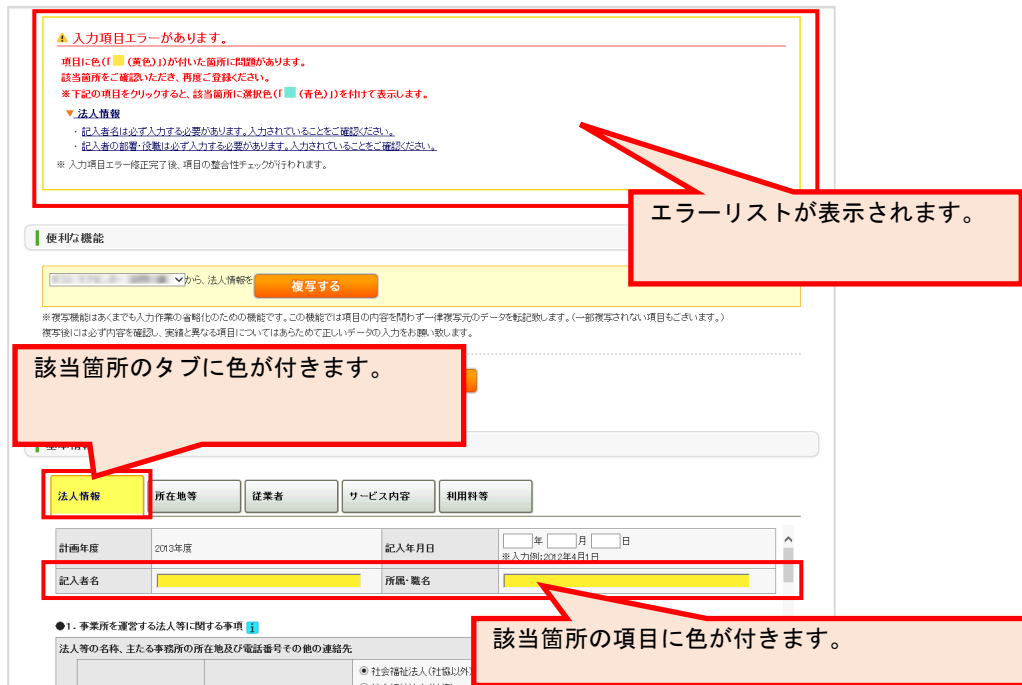 入力項目エラーがあります。
項目に色(「 (黄色)」)が付いた箇所に問題があります。
該当箇所をご確認いただき、再度ご登録ください。
※下記の項目をクリックすると、該当箇所に選択色(「 (青色)」)を付けて表示します。
▼法人情報
・ 記入者名は必ず入力する必要があります。入力されていることをご確認ください。
・ 記入者の部署・役職は必ず入力する必要があります。入力されていることをご確認ください。
※ 入力項目エラー修正完了後、項目の整合性チェックが行われます。
エラーリストが表示されます。
便利な機能
から、法人情報を 複写する
※複写機能はあくまでも入力作業の省略化のための機能です。この機能では項目の内容を問わず一律複写元のデータを転記致します。(一部複写されない項目もございます。)
複写後には必ず内容を確認し、実績と異なる項目についてはあらためて正しいデータの入力をお願い致します。
該当箇所のタブに色が付きます。
法人情報 所在地等 従業者 サービス内容 利用料等
計画年度 2013年度 記入年月日 年 月 日
※入力例:2012年4月1日
記入者名 所属・職名
●1．事業所を運営する法人等に関する事項 i
該当箇所の項目に色が付きます。
法人等の名称、主たる事務所の所在地及び電話番号その他の連絡先
社会福祉法人(社協以外)